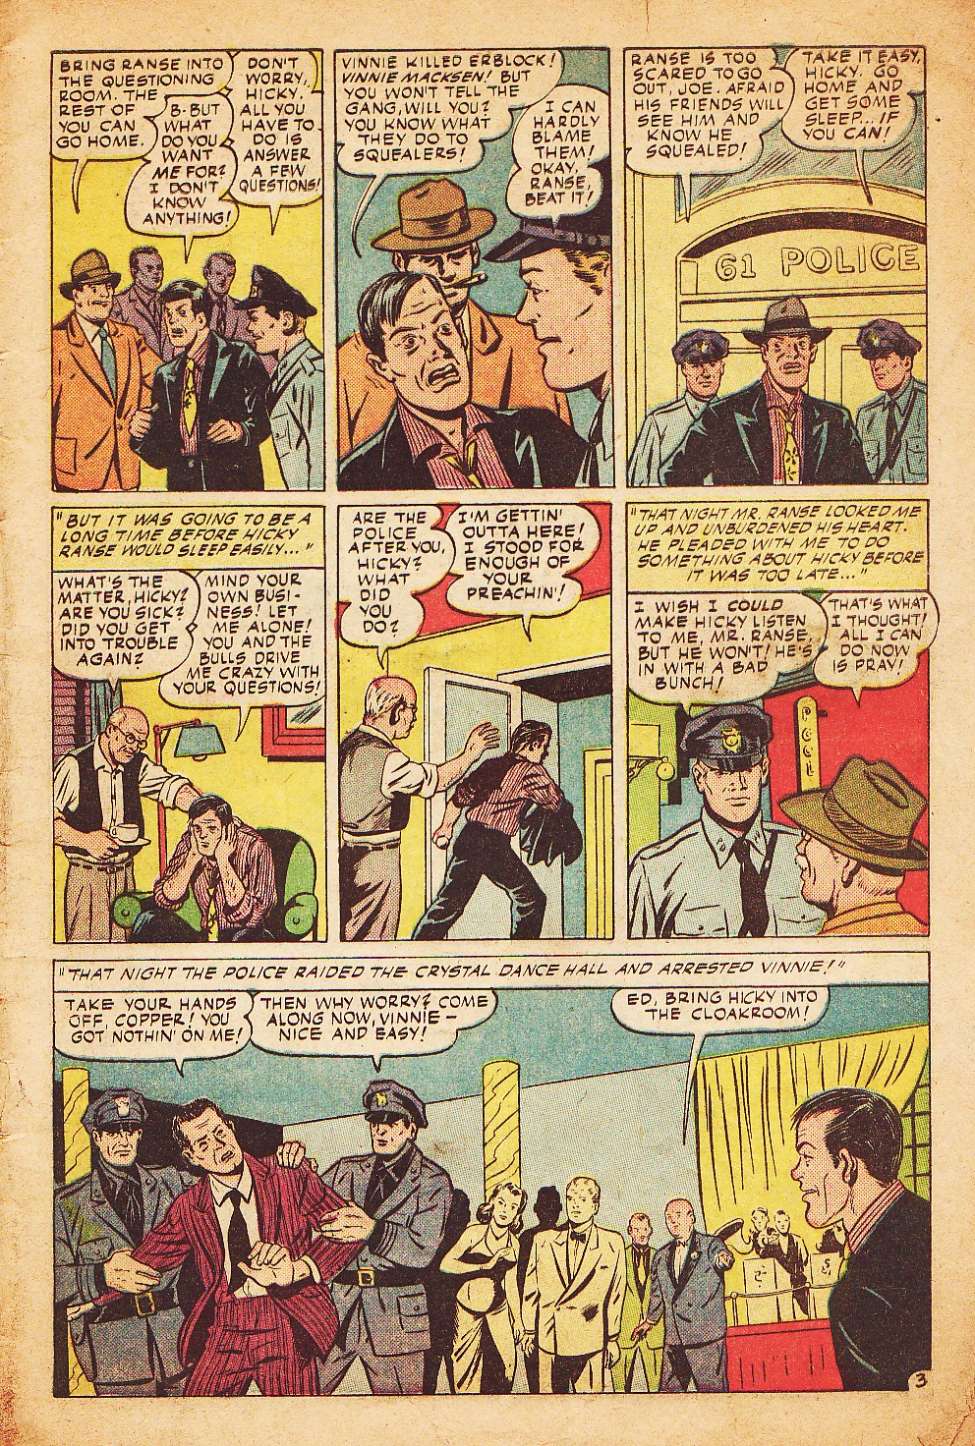 BRING RANSE INTO
THE QUESTIONING
ROOM. THE
REST OF
YOU CAN
GO HOME.
B-BUT
WHAT
DO YOU
WANT
ME FOR?
I DON'T
KNOW
ANYTHING!
DON'T
WORRY,
HICKY.
ALL YOU
HAVE TO
DO IS
ANSWER
A FEW
QUESTIONS!
VINNIE KILLED ERBLOCK!
VINNIE MACKSEN! BUT
YOU WON'T TELL THE
GANG, WILL YOU?
YOU KNOW WHAT
THEY DO TO
SQUEALERS!
I CAN
HARDLY
BLAME
THEM!
OKAY,
RANSE,
BEAT IT!
RANSE IS TOO
SCARED TO GO
OUT, JOE. AFRAID
HIS FRIENDS WILL
SEE HIM AND
KNOW HE
SQUEALED!
TAKE IT EASY,
HICKY. GO
HOME AND
GET SOME
SLEEP... IF
YOU CAN!
61 POLICE
"BUT IT WAS GOING TO BE A
LONG TIME BEFORE HICKY
RANSE WOULD SLEEP EASILY..."
WHAT'S THE
MATTER, HICKY?
ARE YOU SICK?
DID YOU GET
INTO TROUBLE
AGAIN?
MIND YOUR
OWN BUSI-
NESS! LET
ME ALONE!
YOU AND THE
BULLS DRIVE
ME CRAZY WITH
YOUR QUESTIONS!
ARE THE
POLICE
AFTER YOU,
HICKY?
WHAT
DID
YOU
DO?
I'M GETTIN'
OUTTA HERE!
I STOOD FOR
ENOUGH OF
YOUR
PREACHIN'!
"THAT NIGHT MR. RANSE LOOKED ME
UP AND UNBURDENED HIS HEART.
HE PLEADED WITH ME TO DO
SOMETHING ABOUT HICKY BEFORE
IT WAS TOO LATE..."
I WISH I COULD
MAKE HICKY LISTEN
TO ME, MR. RANSE,
BUT HE WON'T! HE'S
IN WITH A BAD
BUNCH!
THAT'S WHAT
I THOUGHT!
ALL I CAN
DO NOW
IS PRAY!
POOL
"THAT NIGHT THE POLICE RAIDED THE CRYSTAL DANCE HALL AND ARRESTED VINNIE!"
TAKE YOUR HANDS
OFF, COPPER! YOU
GOT NOTHIN' ON ME!
THEN WHY WORRY? COME
ALONG NOW, VINNIE —
NICE AND EASY!
ED, BRING HICKY INTO
THE CLOAKROOM!
3